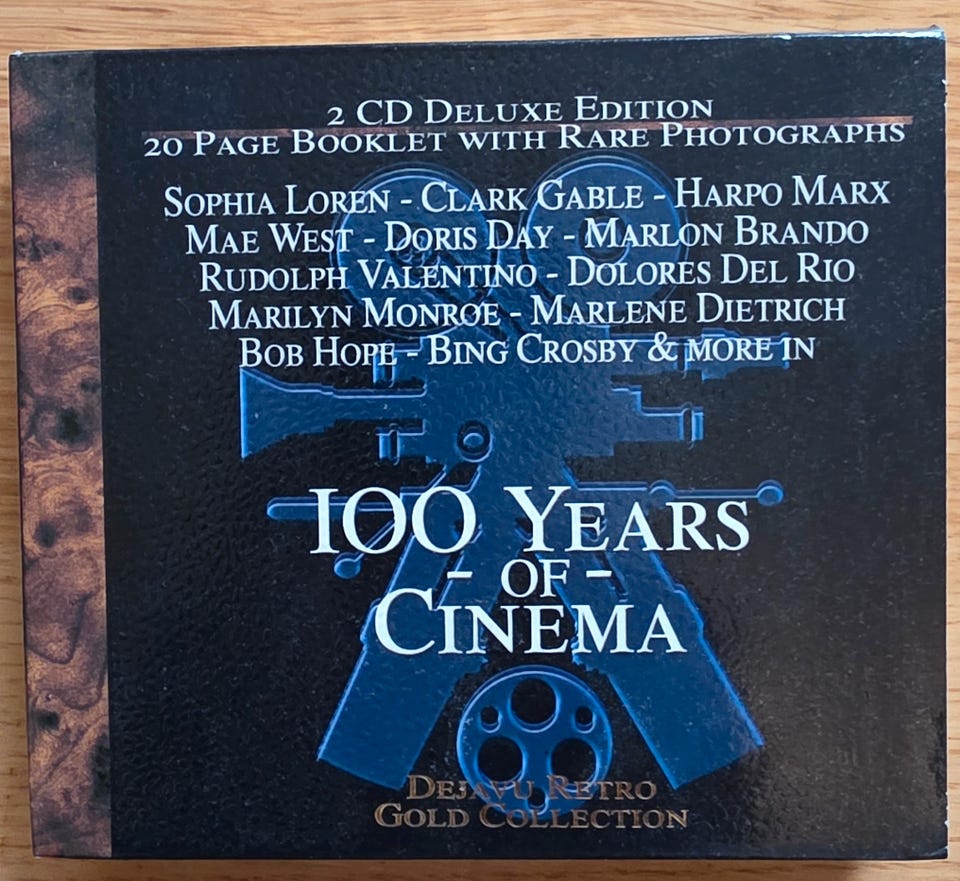 2 CD Deluxe Edition
20 Page Booklet with Rare Photographs
Sophia Loren - Clark Gable - Harpo Marx
Mae West - Doris Day - Marlon Brando
Rudolph Valentino - Dolores Del Rio
Marilyn Monroe - Marlene Dietrich
Bob Hope - Bing Crosby & more in
100 Years
- of -
Cinema
Dejavu Retro
Gold Collection